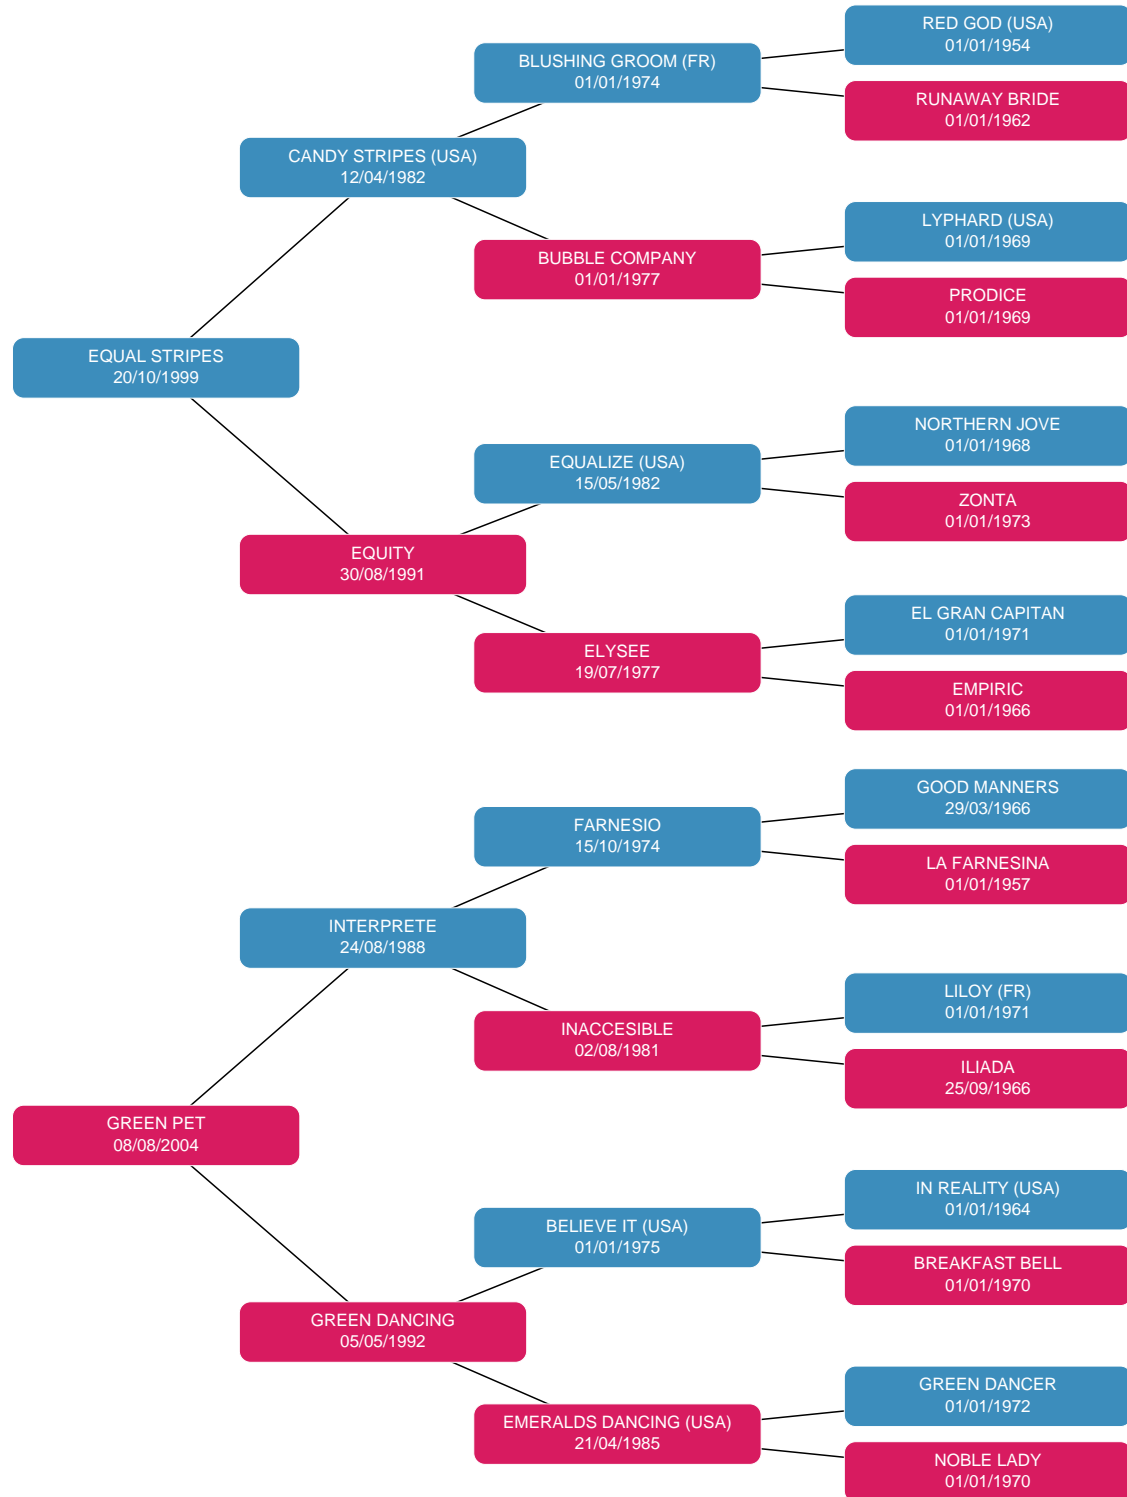 RED GOD (USA)
01/01/1954
BLUSHING GROOM (FR)
01/01/1974
RUNAWAY BRIDE
01/01/1962
CANDY STRIPES (USA)
12/04/1982
LYPHARD (USA)
01/01/1969
BUBBLE COMPANY
01/01/1977
PRODICE
01/01/1969
EQUAL STRIPES
20/10/1999
NORTHERN JOVE
01/01/1968
EQUALIZE (USA)
15/05/1982
ZONTA
01/01/1973
EQUITY
30/08/1991
EL GRAN CAPITAN
01/01/1971
ELYSEE
19/07/1977
EMPIRIC
01/01/1966
GOOD MANNERS
29/03/1966
FARNESIO
15/10/1974
LA FARNESINA
01/01/1957
INTERPRETE
24/08/1988
LILOY (FR)
01/01/1971
INACCESIBLE
02/08/1981
ILIADA
25/09/1966
GREEN PET
08/08/2004
IN REALITY (USA)
01/01/1964
BELIEVE IT (USA)
01/01/1975
BREAKFAST BELL
01/01/1970
GREEN DANCING
05/05/1992
GREEN DANCER
01/01/1972
EMERALDS DANCING (USA)
21/04/1985
NOBLE LADY
01/01/1970